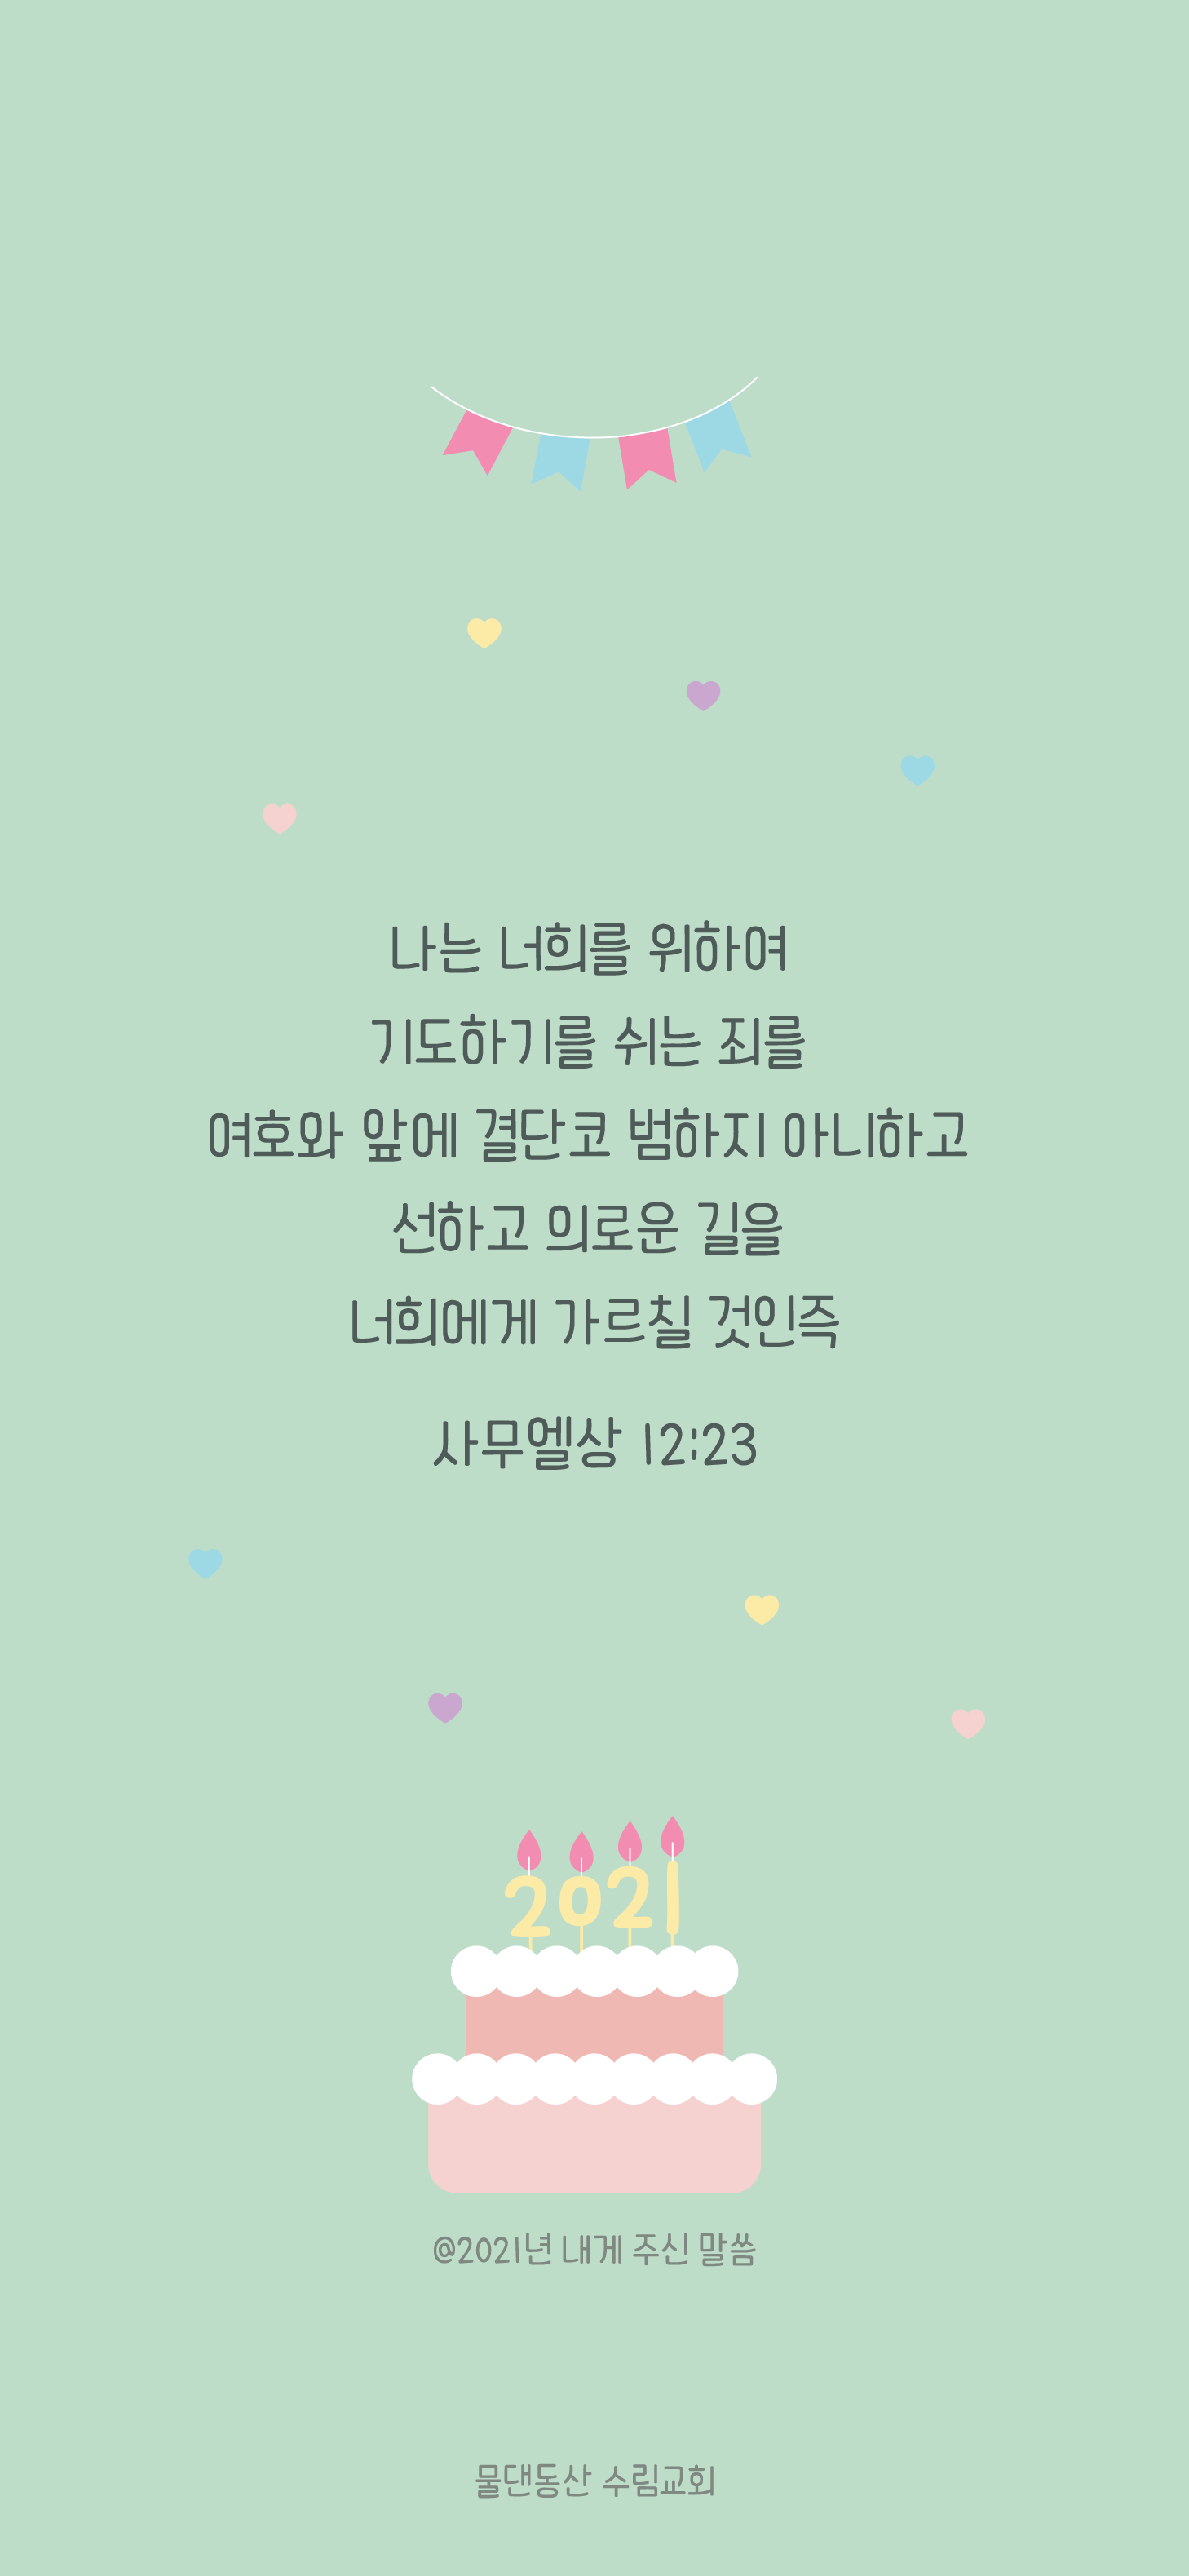 나는 너희를 위하여
기도하기를 쉬는 죄를
여호와 앞에 결단코 범하지 아니하고
선하고 의로운 길을
너희에게 가르칠 것인즉
사무엘상 12:23
2021
@2021년 내게 주신 말씀
물댄동산 수림교회